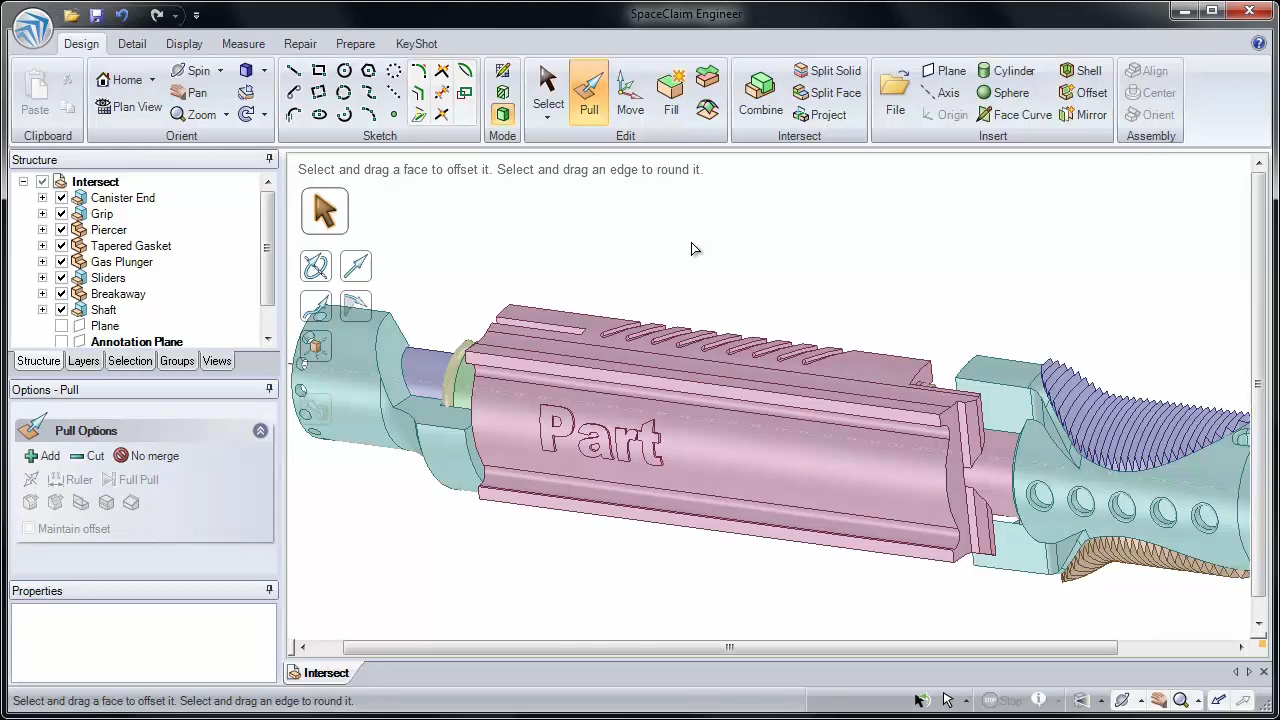 SpaceClaim Engineer
Design Detail Display Measure Repair Prepare KeyShot
Paste
Clipboard
Home
Plan View
Spin
Pan
Zoom
Orient
Sketch
Mode
Select
Pull
Move
Fill
Edit
Combine
Split Solid
Split Face
Project
Intersect
File
Plane
Axis
Origin
Cylinder
Sphere
Face Curve
Shell
Offset
Mirror
Insert
Align
Center
Orient
Assembly
Structure
Intersect
Canister End
Grip
Piercer
Tapered Gasket
Gas Plunger
Sliders
Breakaway
Shaft
Plane
Annotation Plane
Structure Layers Selection Groups Views
Options - Pull
Pull Options
Add Cut No merge
Ruler Full Pull
Maintain offset
Properties
Select and drag a face to offset it. Select and drag an edge to round it.
Part
Intersect
Select and drag a face to offset it. Select and drag an edge to round it.
Stop